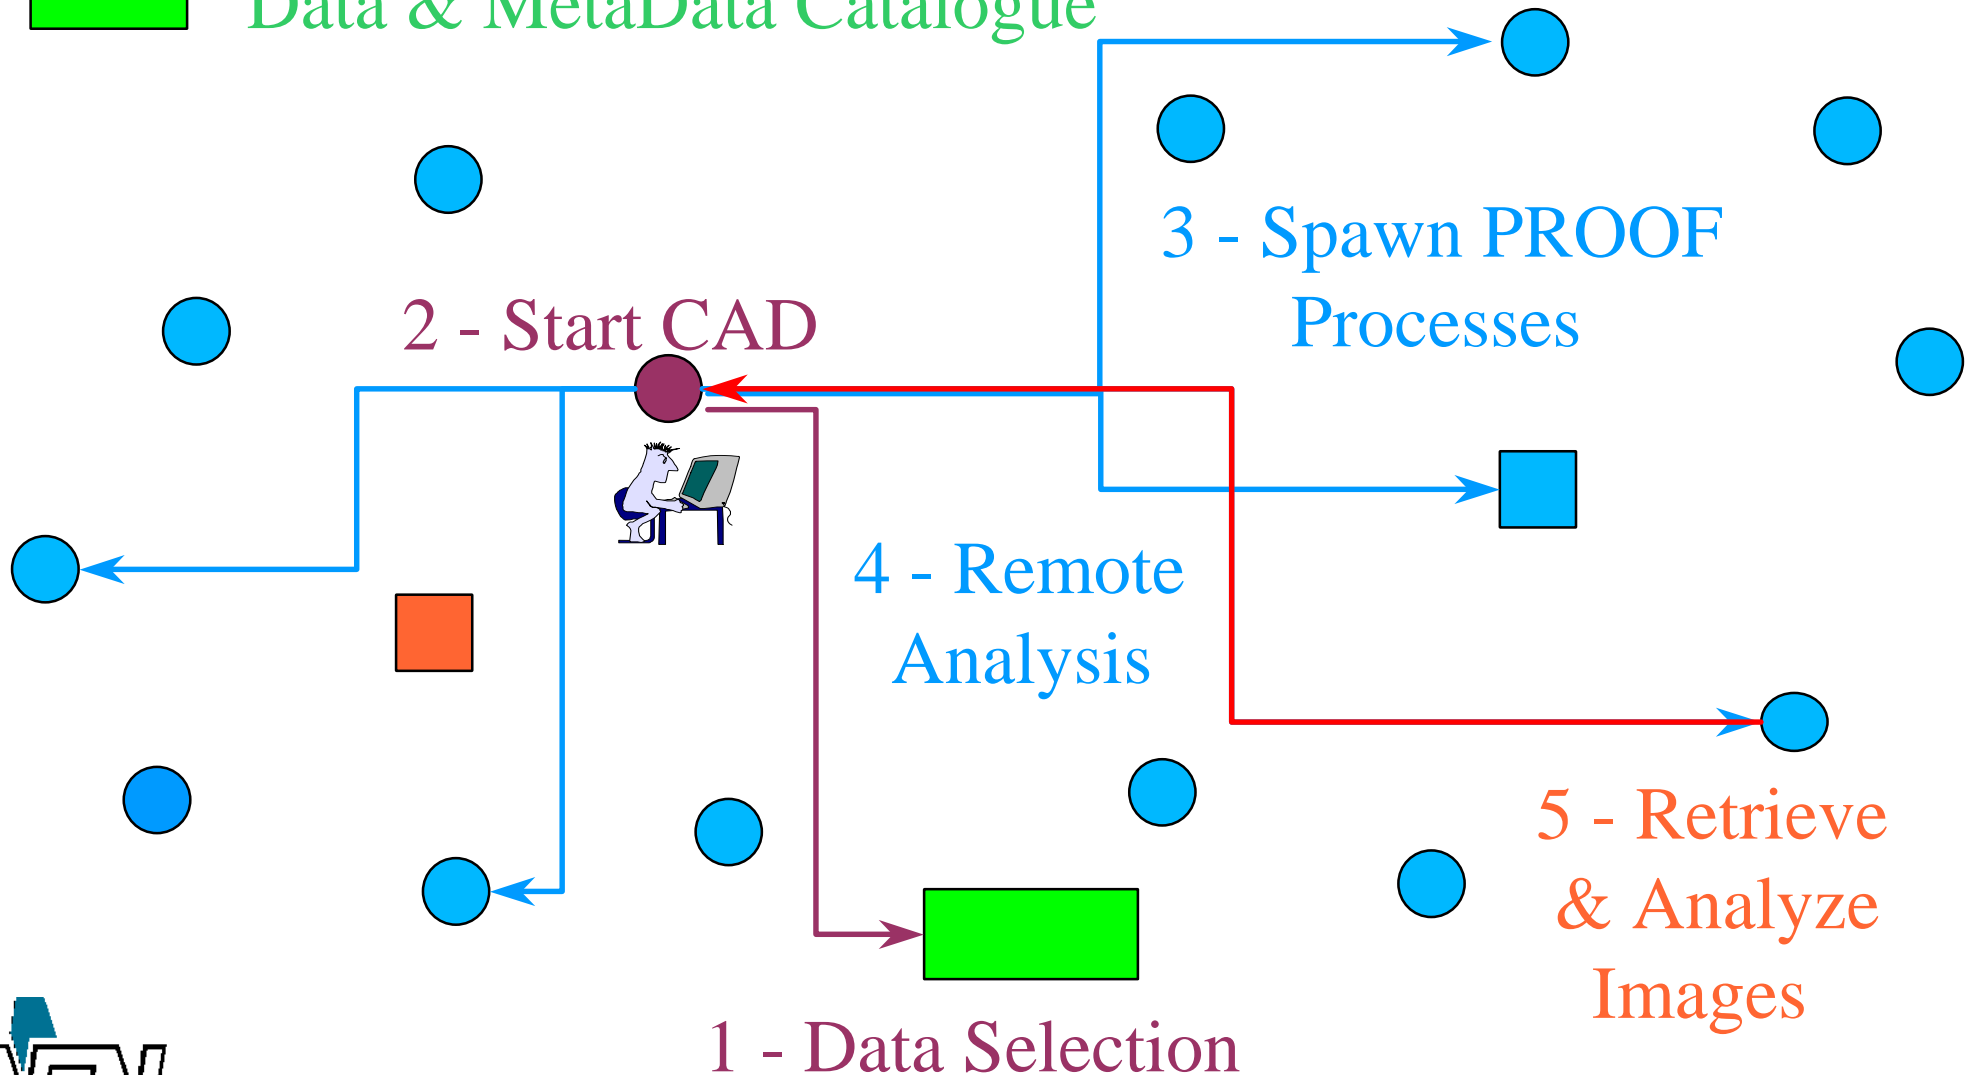 Data & MetaData Catalogue
3 - Spawn PROOF
Processes
2 - Start CAD
4 - Remote
Analysis
5 - Retrieve
& Analyze
Images
1 - Data Selection